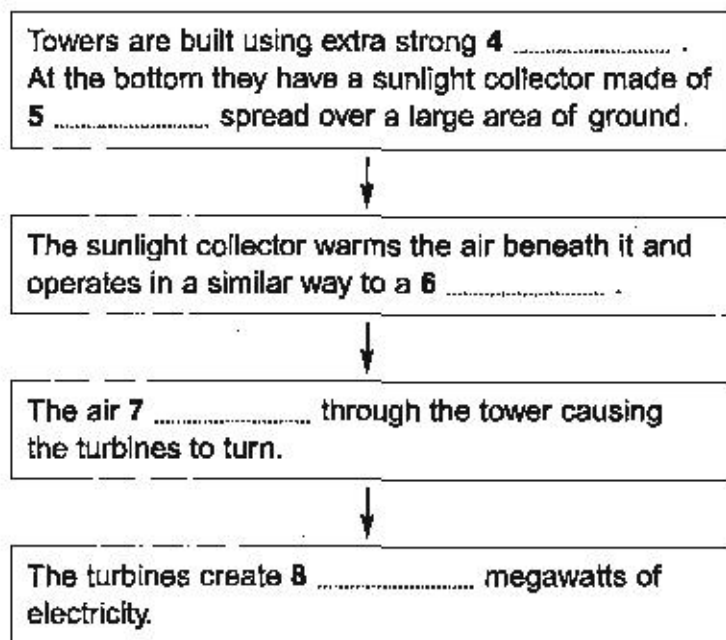 Towers are built using extra strong 4 ........................ .
At the bottom they have a sunlight collector made of
5 ........................ spread over a large area of ground.
The sunlight collector warms the air beneath it and
operates in a similar way to a 6 ........................ .
The air 7 ........................ through the tower causing
the turbines to turn.
The turbines create 8 ........................ megawatts of
electricity.